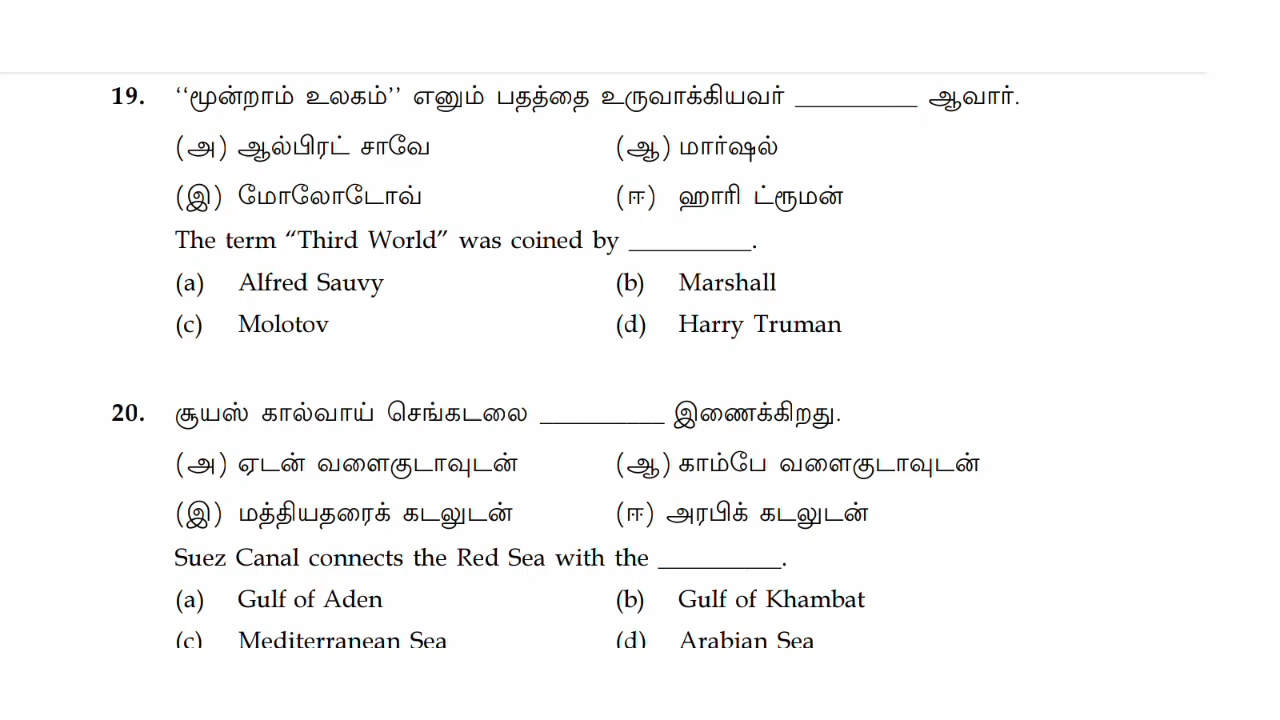 19. ‘‘மூன்றாம் உலகம்’’ எனும் பதத்தை உருவாக்கியவர் __________ ஆவார்.
(அ) ஆல்பிரட் சாவே (ஆ) மார்ஷல்
(இ) மோலோடோவ் (ஈ) ஹாரி ட்ரூமன்
The term “Third World” was coined by __________.
(a) Alfred Sauvy (b) Marshall
(c) Molotov (d) Harry Truman
20. சூயஸ் கால்வாய் செங்கடலை __________ இணைக்கிறது.
(அ) ஏடன் வளைகுடாவுடன் (ஆ) காம்பே வளைகுடாவுடன்
(இ) மத்தியதரைக் கடலுடன் (ஈ) அரபிக் கடலுடன்
Suez Canal connects the Red Sea with the __________.
(a) Gulf of Aden (b) Gulf of Khambat
(c) Mediterranean Sea (d) Arabian Sea